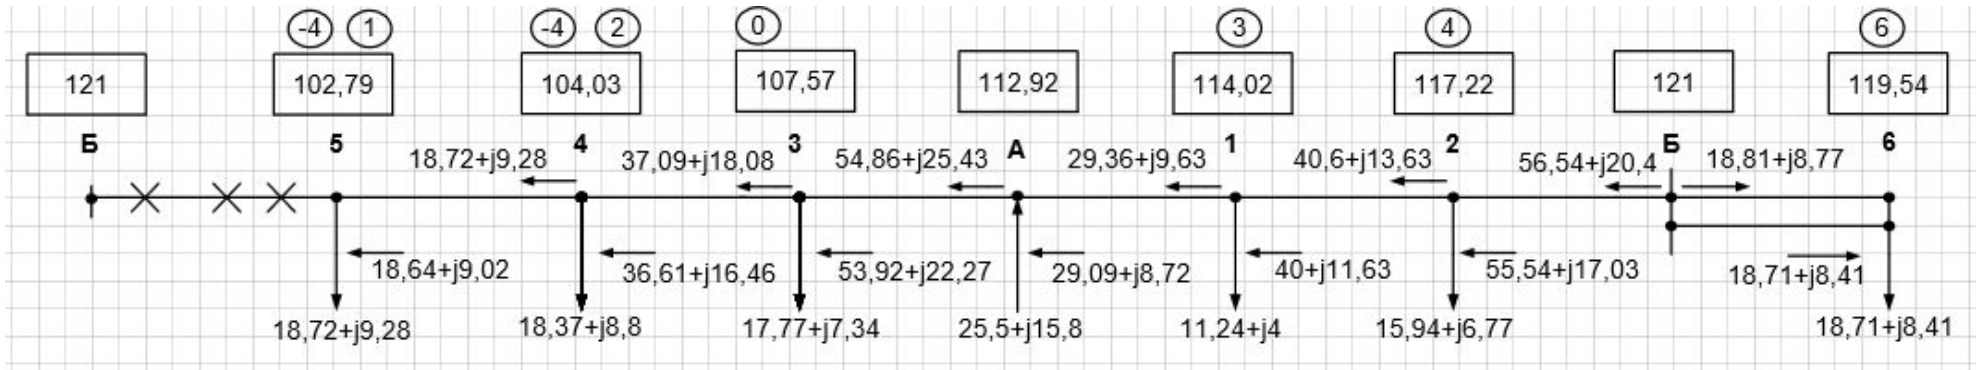 -4 1 -4 2 0 3 4 6
121 102,79 104,03 107,57 112,92 114,02 117,22 121 119,54
Б 5 4 3 А 1 2 Б 6
18,72+j9,28 37,09+j18,08 54,86+j25,43 29,36+j9,63 40,6+j13,63 56,54+j20,4 18,81+j8,77
18,64+j9,02 36,61+j16,46 53,92+j22,27 29,09+j8,72 40+j11,63 55,54+j17,03 18,71+j8,41
18,72+j9,28 18,37+j8,8 17,77+j7,34 25,5+j15,8 11,24+j4 15,94+j6,77 18,71+j8,41